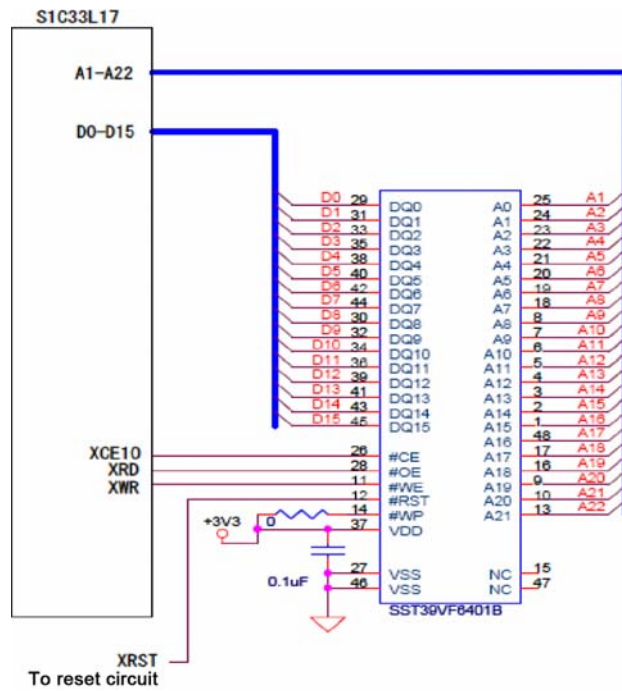 S1C33L17
A1-A22
D0-D15
D0 29 DQ0 A0 25 A1
D1 31 DQ1 A1 24 A2
D2 33 DQ2 A2 23 A3
D3 35 DQ3 A3 22 A4
D4 38 DQ4 A4 21 A5
D5 40 DQ5 A5 20 A6
D6 42 DQ6 A6 19 A7
D7 44 DQ7 A7 18 A8
D8 30 DQ8 A8 8 A9
D9 32 DQ9 A9 7 A10
D10 34 DQ10 A10 6 A11
D11 36 DQ11 A11 5 A12
D12 39 DQ12 A12 4 A13
D13 41 DQ13 A13 3 A14
D14 43 DQ14 A14 2 A15
D15 45 DQ15 A15 1 A16
A16 48 A17
XCE10 26 #CE A17 17 A18
XRD 28 #OE A18 16 A19
XWR 11 #WE A19 9 A20
12 #RST A20 10 A21
+3V3 0 14 #WP A21 13 A22
37 VDD
0.1uF 27 VSS NC 15
46 VSS NC 47
SST39VF6401B
XRST
To reset circuit